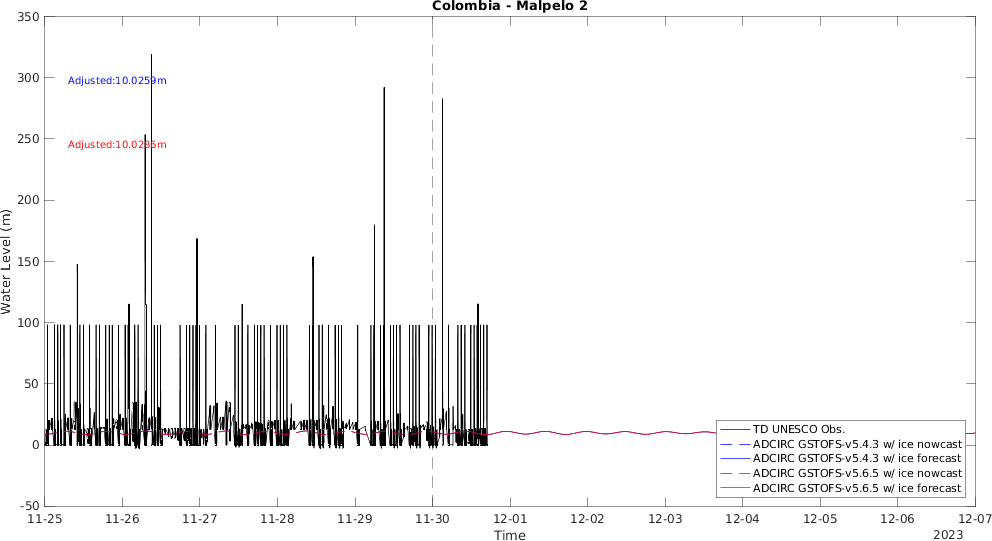 Colombia - Malpelo 2
350
300
250
200
150
100
50
0
-50
Water Level (m)
Adjusted:10.0259m
Adjusted:10.0285m
TD UNESCO Obs.
ADCIRC GSTOFS-v5.4.3 w/ ice nowcast
ADCIRC GSTOFS-v5.4.3 w/ ice forecast
ADCIRC GSTOFS-v5.6.5 w/ ice nowcast
ADCIRC GSTOFS-v5.6.5 w/ ice forecast
11-25 11-26 11-27 11-28 11-29 11-30 12-01 12-02 12-03 12-04 12-05 12-06 12-07
Time
2023